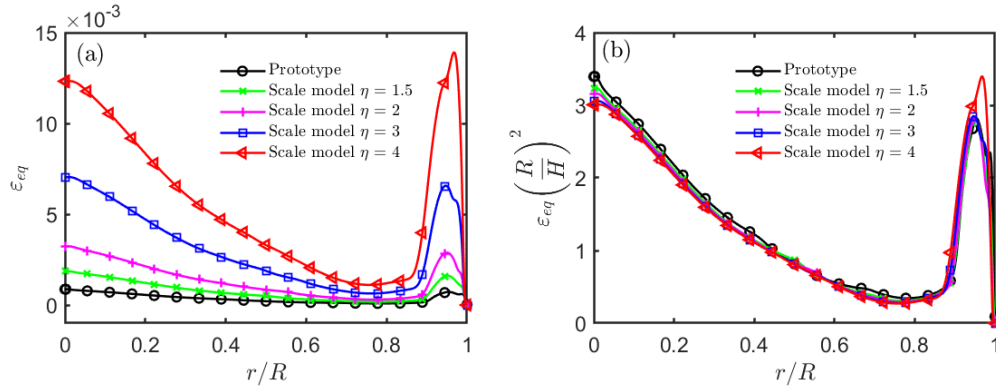 ×10⁻³
15
10
5
0
(a)
Prototype
Scale model η = 1.5
Scale model η = 2
Scale model η = 3
Scale model η = 4
ε_eq
0 0.2 0.4 0.6 0.8 1
r/R
4
3
2
1
0
(b)
Prototype
Scale model η = 1.5
Scale model η = 2
Scale model η = 3
Scale model η = 4
ε_eq (R/H)²
0 0.2 0.4 0.6 0.8 1
r/R